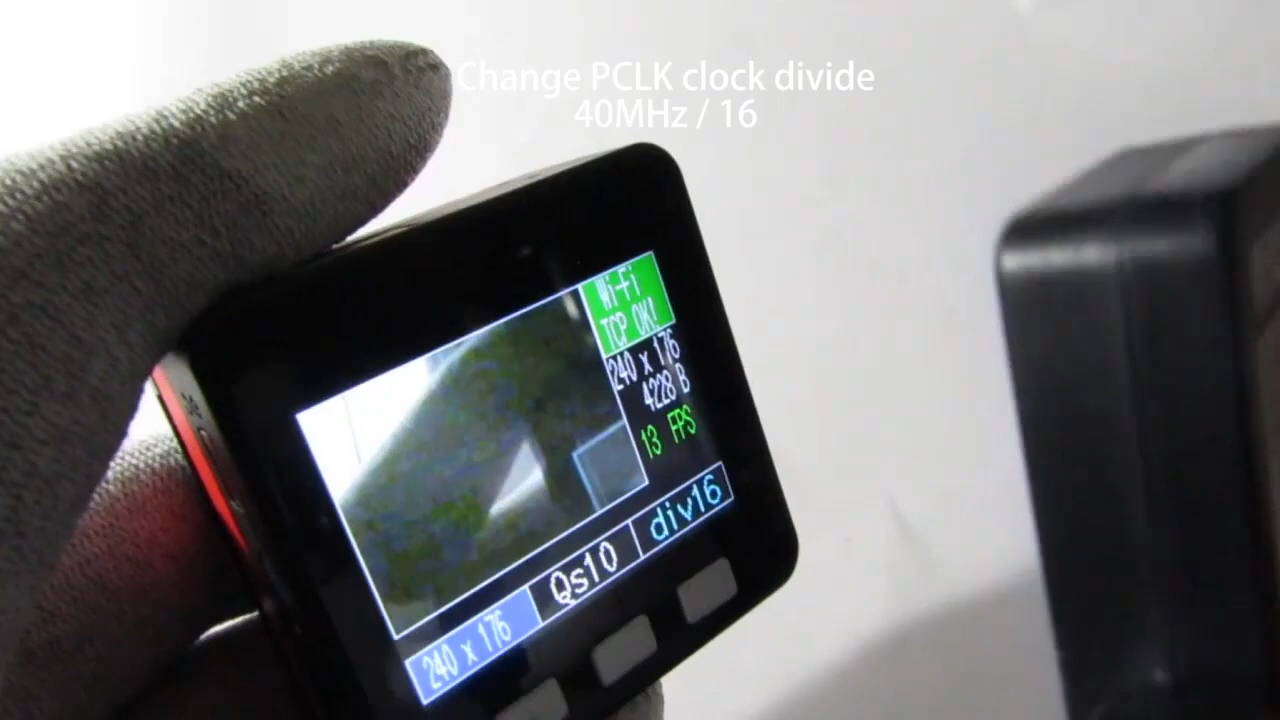 Change PCLK clock divide
40MHz / 16
Wi-Fi
TCP OK!
240 x 176
4228 B
13 FPS
240 x 176
Qs10
div16